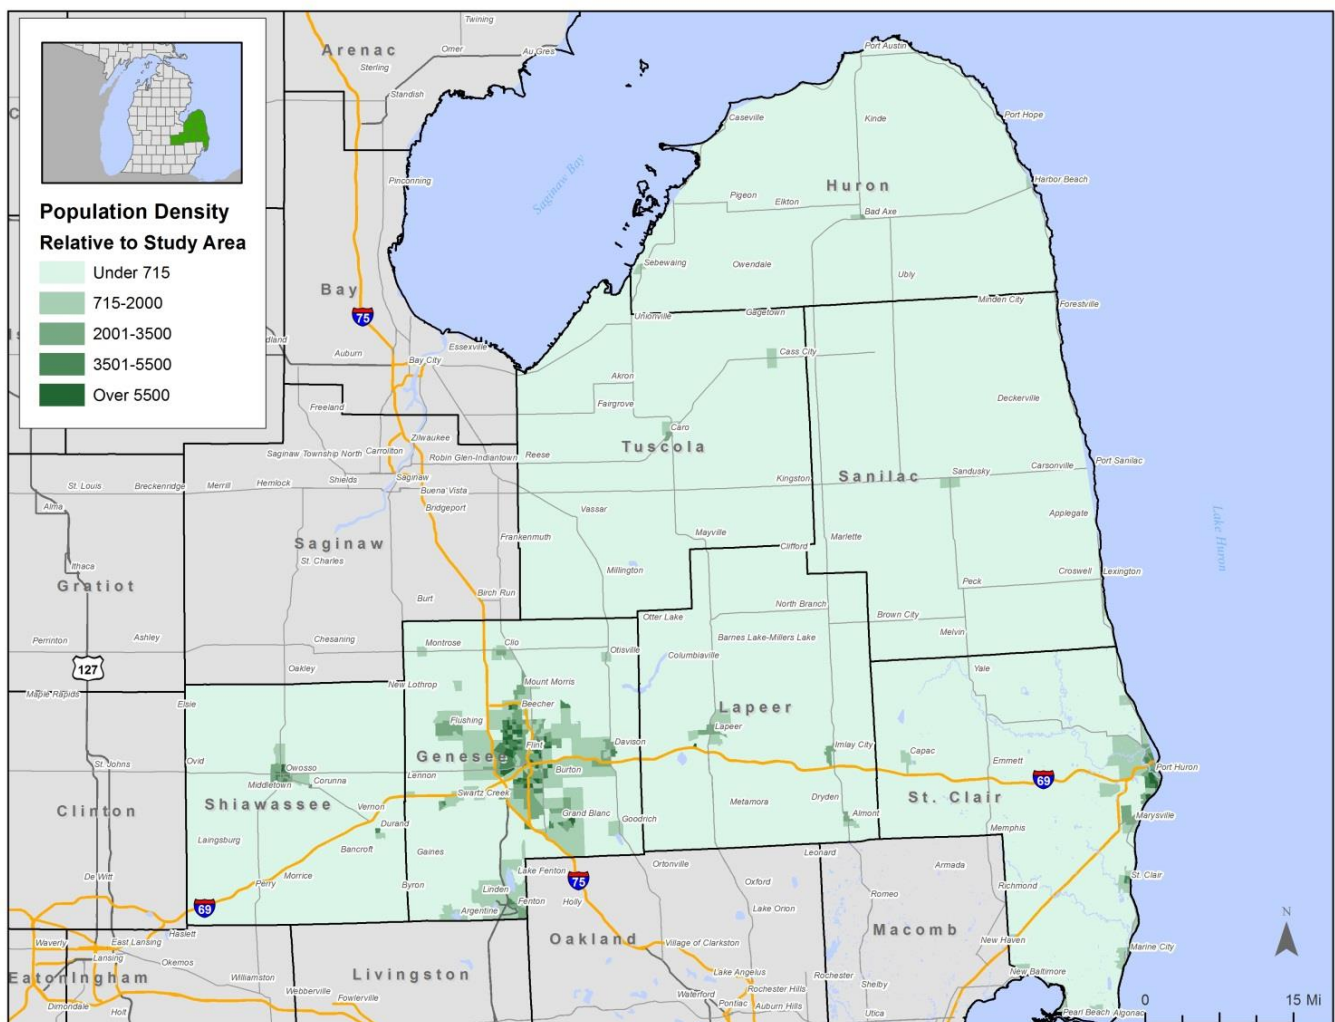 Population Density
Relative to Study Area
Under 715
715-2000
2001-3500
3501-5500
Over 5500
Twining
Arenac
Omer
Au Gres
Sterling
Standish
Port Austin
Caseville
Kinde
Port Hope
Pinconning
Saginaw Bay
Huron
Harbor Beach
Pigeon
Elkton
Bad Axe
Sebewaing
Owendale
Ubly
Bay
75
Minden City
Forestville
Unionville
Gagetown
Essexville
Auburn
Bay City
Cass City
Akron
Fairgrove
Freeland
Deckerville
Caro
Zilwaukee
Tuscola
Saginaw Township North
Carrollton
Robin Glen-Indiantown
Reese
Port Sanilac
Carsonville
Sandusky
Sanilac
Kingston
St. Louis
Breckenridge
Merrill
Hemlock
Shields
Saginaw
Buena Vista
Alma
Bridgeport
Vassar
Applegate
Lake Huron
Frankenmuth
Mayville
Marlette
Saginaw
Clifford
St. Charles
Ithaca
Millington
Croswell
Lexington
Gratiot
Peck
Burt
Birch Run
North Branch
Brown City
Otter Lake
Melvin
Perrinton
Ashley
Chesaning
Montrose
Clio
Barnes Lake-Millers Lake
Otisville
Columbiaville
127
Oakley
Yale
New Lothrop
Mount Morris
Maple Rapids
Elsie
Beecher
Lapeer
Flushing
Lapeer
Flint
Davison
Imlay City
Genesee
Capac
Emmett
St. Johns
Ovid
Owosso
Lennon
Burton
Port Huron
Middletown
Corunna
69
Swartz Creek
St. Clair
Clinton
Shiawassee
Vernon
Metamora
Dryden
Grand Blanc
Goodrich
Almont
Marysville
Durand
Memphis
Laingsburg
Bancroft
Gaines
Leonard
Ortonville
Armada
De Witt
Morrice
Perry
Byron
Lake Fenton
75
St. Clair
Linden
Oxford
Romeo
Richmond
69
Argentine
Fenton
Holly
Lake Orion
Haslett
Oakland
Macomb
N
Waverly
East Lansing
Lansing
Okemos
Village of Clarkston
New Haven
Marine City
Eaton
Ingham
Williamston
Livingston
Lake Angelus
Rochester
New Baltimore
Webberville
Fowlerville
Waterford
Rochester Hills
Shelby
Dimondale
Holt
Pontiac
Auburn Hills
Utica
Pearl Beach
Algonac
0
15 Mi